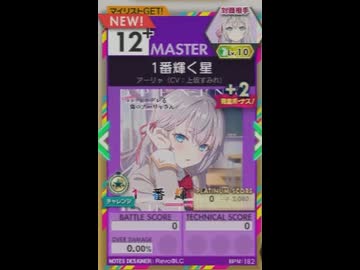 マイリストGET!
対戦相手
NEW!
12+
MASTER
Lv.10
1番輝く星
アーリャ(CV:上坂すみれ)
+2
チャレンジ
1 番
PLATINUM SCORE
0
BATTLE SCORE
TECHNICAL SCORE
0
0
OVER DAMAGE
0.00%
NOTES DESIGNER : Revo@LC
BPM: 182